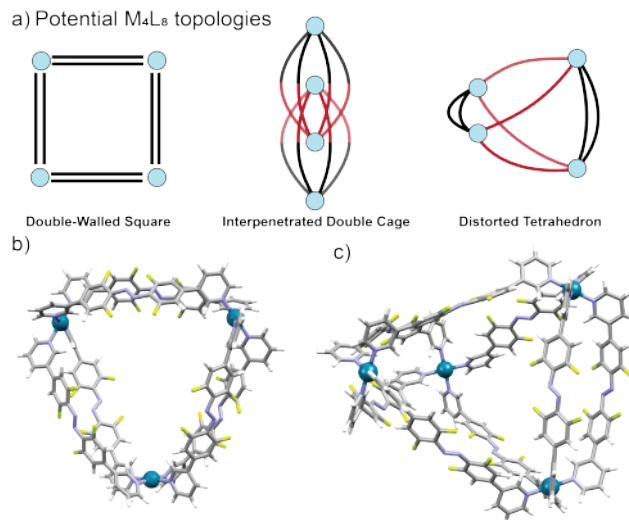 a) Potential M₄L₈ topologies
Double-Walled Square
Interpenetrated Double Cage
Distorted Tetrahedron
b)
c)